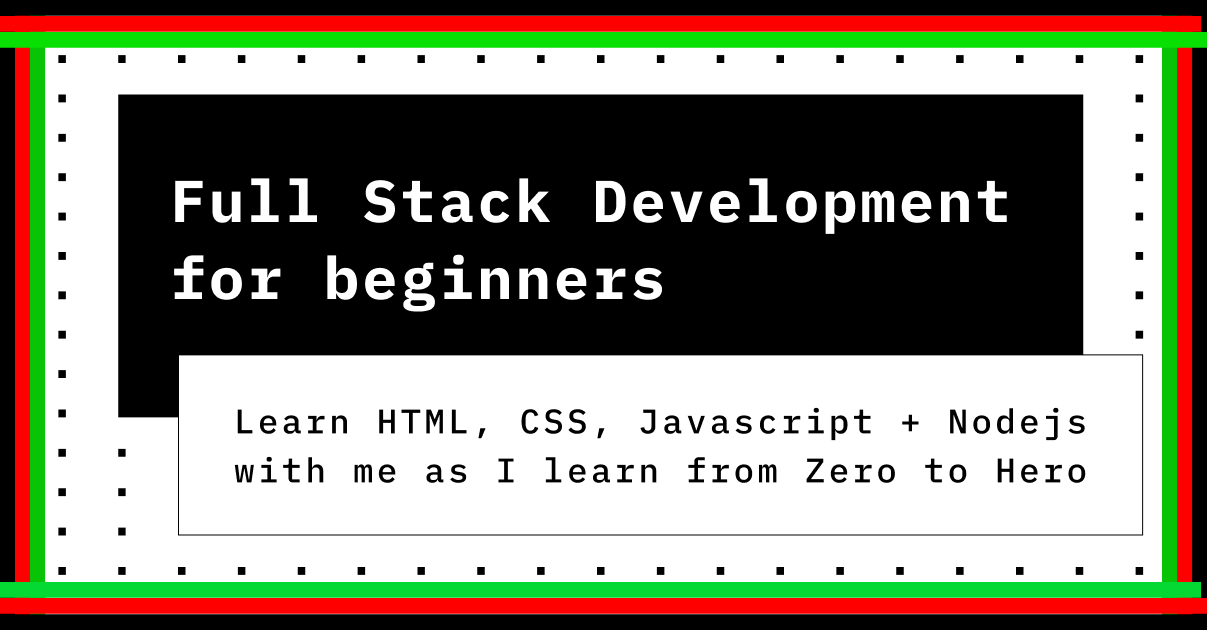 Full Stack Development
for beginners
Learn HTML, CSS, Javascript + Nodejs
with me as I learn from Zero to Hero